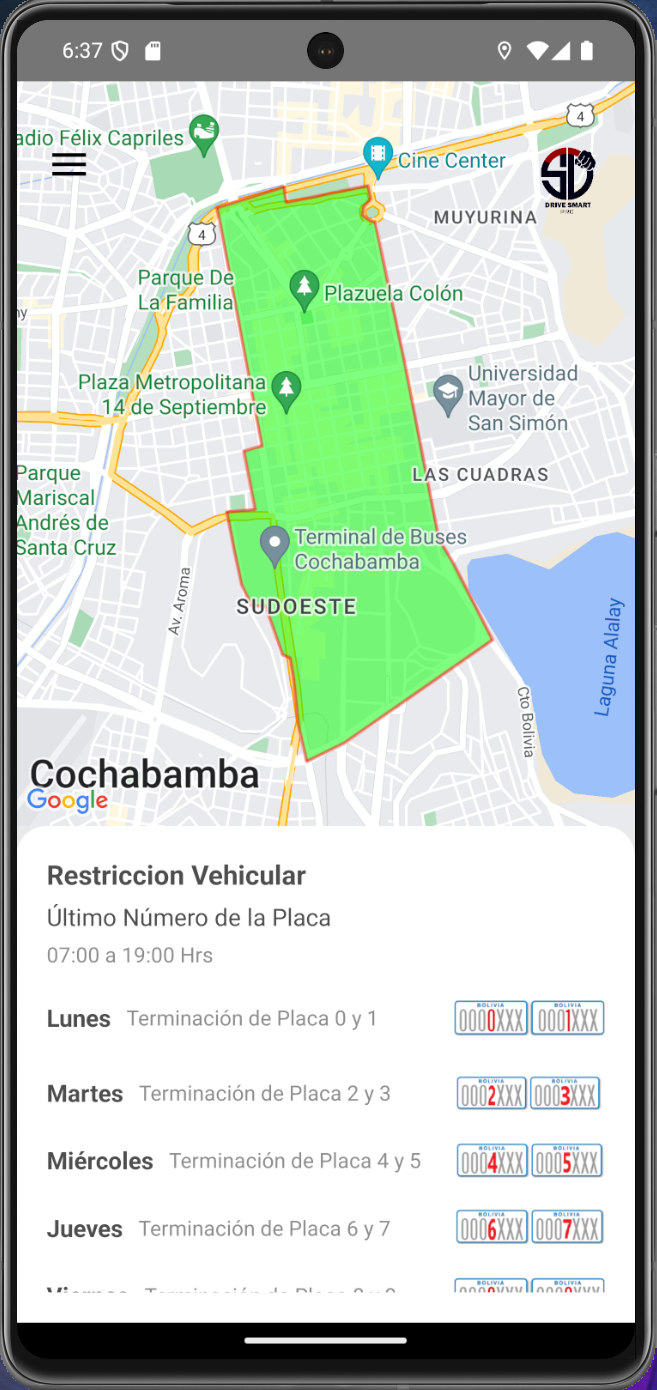 6:37
adio Félix Capriles
4
Cine Center
DRIVE SMART
MUYURINA
4
Parque De
La Familia
Plazuela Colón
ny
Plaza Metropolitana
14 de Septiembre
Universidad
Mayor de
San Simón
LAS CUADRAS
Parque
Mariscal
Andrés de
Santa Cruz
Terminal de Buses
Cochabamba
Av. Aroma
SUDOESTE
Laguna Alalay
Cto Bolivia
Cochabamba
Google
Restriccion Vehicular
Último Número de la Placa
07:00 a 19:00 Hrs
Lunes Terminación de Placa 0 y 1
BOLIVIA BOLIVIA
0000XXX 0001XXX
Martes Terminación de Placa 2 y 3
BOLIVIA BOLIVIA
0002XXX 0003XXX
Miércoles Terminación de Placa 4 y 5
BOLIVIA BOLIVIA
0004XXX 0005XXX
Jueves Terminación de Placa 6 y 7
BOLIVIA BOLIVIA
0006XXX 0007XXX
Viernes Terminación de Placa
BOLIVIA BOLIVIA